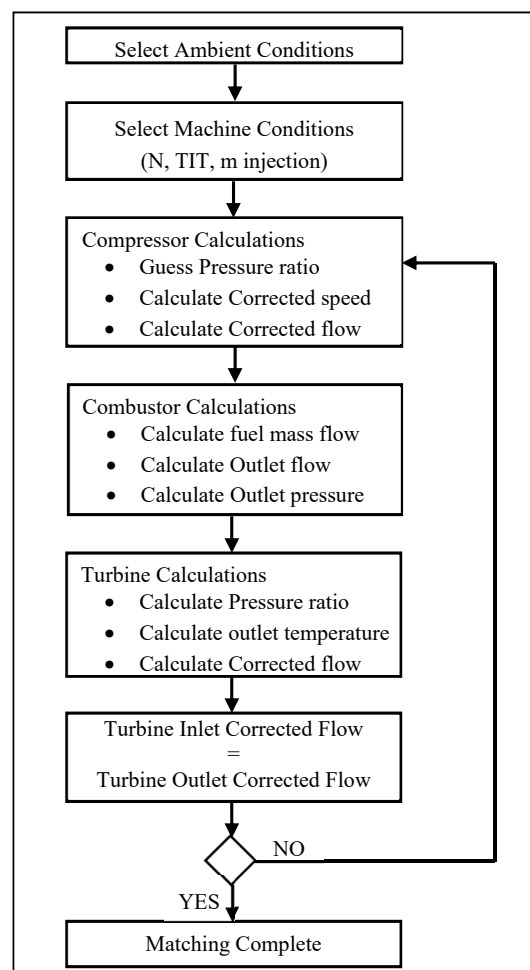 Select Ambient Conditions
Select Machine Conditions
(N, TIT, m injection)
Compressor Calculations
• Guess Pressure ratio
• Calculate Corrected speed
• Calculate Corrected flow
Combustor Calculations
• Calculate fuel mass flow
• Calculate Outlet flow
• Calculate Outlet pressure
Turbine Calculations
• Calculate Pressure ratio
• Calculate outlet temperature
• Calculate Corrected flow
Turbine Inlet Corrected Flow
=
Turbine Outlet Corrected Flow
NO
YES
Matching Complete